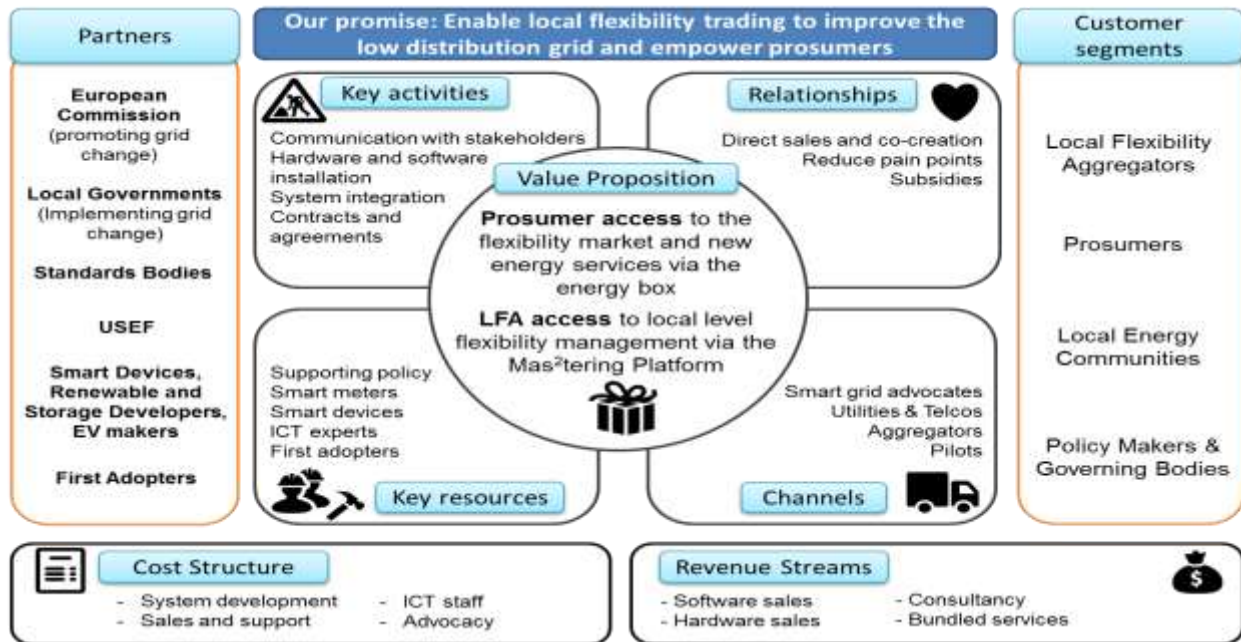 Partners
Our promise: Enable local flexibility trading to improve the
low distribution grid and empower prosumers
Customer
segments
European
Commission
(promoting grid
change)
Local Governments
(Implementing grid
change)
Standards Bodies
USEF
Smart Devices,
Renewable and
Storage Developers,
EV makers
First Adopters
Key activities
Communication with stakeholders
Hardware and software
installation
System integration
Contracts and
agreements
Relationships
Direct sales and co-creation
Reduce pain points
Subsidies
Value Proposition
Prosumer access to the
flexibility market and new
energy services via the
energy box
LFA access to local level
flexibility management via the
Mas²tering Platform
Supporting policy
Smart meters
Smart devices
ICT experts
First adopters
Key resources
Smart grid advocates
Utilities & Telcos
Aggregators
Pilots
Channels
Local Flexibility
Aggregators
Prosumers
Local Energy
Communities
Policy Makers &
Governing Bodies
Cost Structure
- System development
- Sales and support
- ICT staff
- Advocacy
Revenue Streams
- Software sales
- Hardware sales
- Consultancy
- Bundled services
$